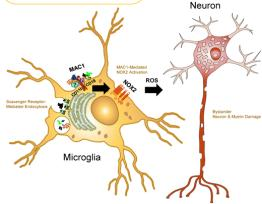 Neuron
MAC1
MAC1-Mediated
NOX2 Activation
NOX2
ROS
Scavenger Receptor
Mediated Endocytosis
Bystander
Neuron & Myelin Damage
Microglia